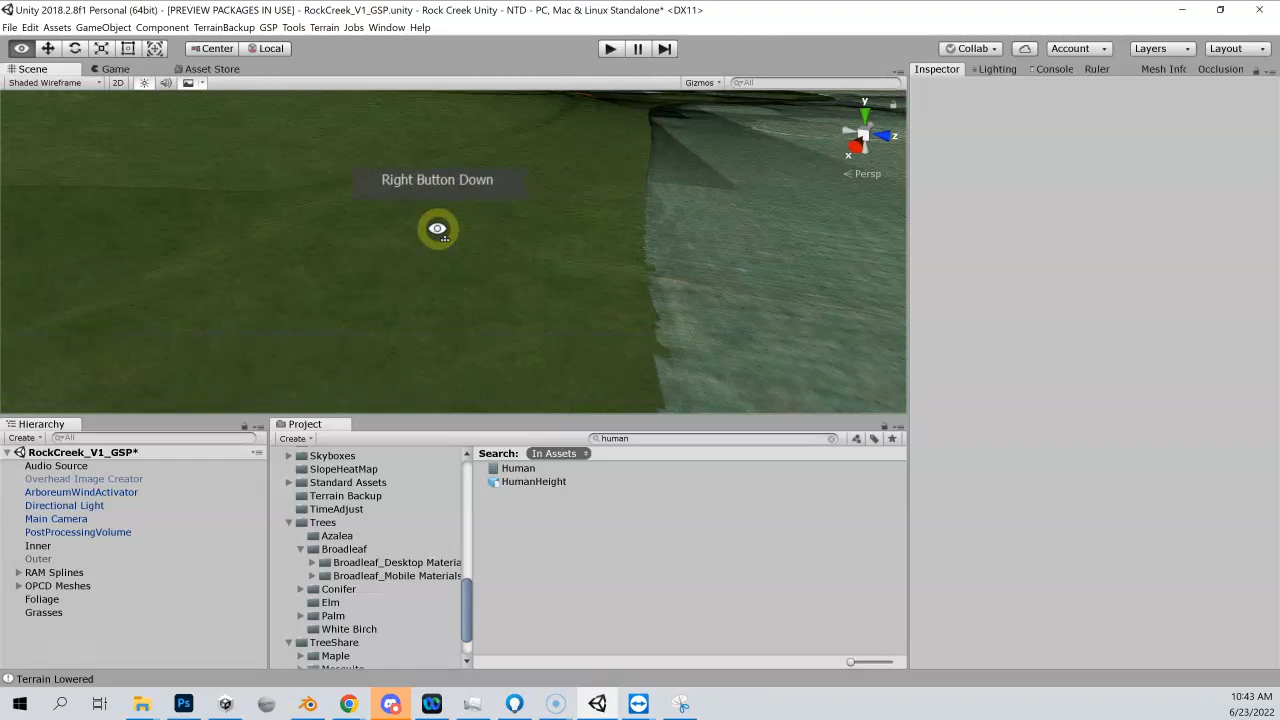 Unity 2018.2.8f1 Personal (64bit) - [PREVIEW PACKAGES IN USE] - RockCreek_V1_GSP.unity - Rock Creek Unity - NTD - PC, Mac & Linux Standalone* <DX11>
File Edit Assets GameObject Component TerrainBackup GSP Tools Terrain Jobs Window Help
Center Local Collab Account Layers Layout
Scene Game Asset Store
Inspector Lighting Console Ruler Mesh Info Occlusion
Shaded Wireframe 2D Gizmos All
y
z
x
Persp
Right Button Down
Hierarchy
Create All
RockCreek_V1_GSP*
Audio Source
Overhead Image Creator
ArboreumWindActivator
Directional Light
Main Camera
PostProcessingVolume
Inner
Outer
RAM Splines
OPCD Meshes
Foliage
Grasses
Project
Create human
Skyboxes
SlopeHeatMap
Standard Assets
Terrain Backup
TimeAdjust
Trees
Azalea
Broadleaf
Broadleaf_Desktop Materia
Broadleaf_Mobile Materials
Conifer
Elm
Palm
White Birch
TreeShare
Maple
Search: In Assets
Human
HumanHeight
Terrain Lowered
Ps
10:43 AM
6/23/2022